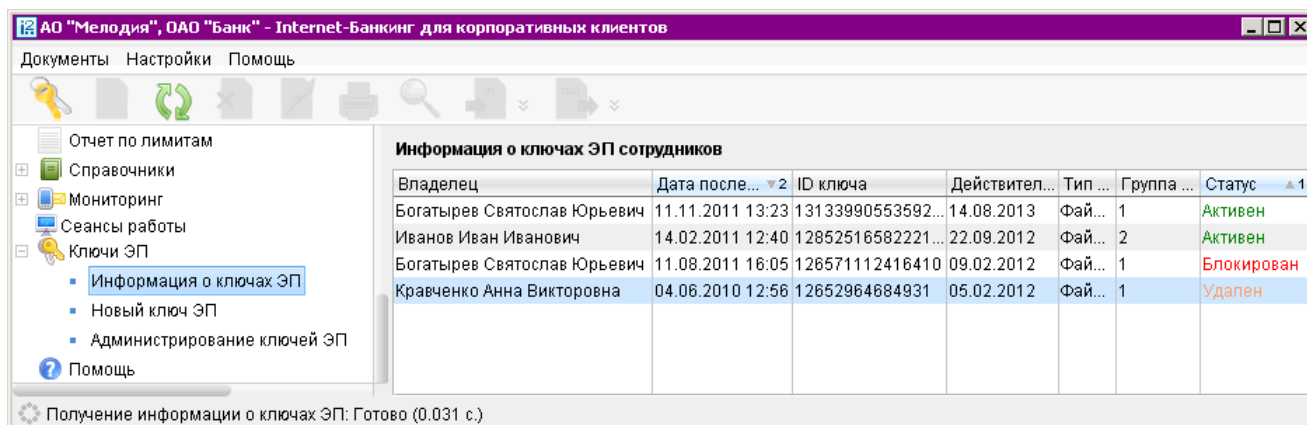 АО "Мелодия", ОАО "Банк" - Internet-Банкинг для корпоративных клиентов
Документы Настройки Помощь
in out
Отчет по лимитам
Справочники
Мониторинг
Сеансы работы
Ключи ЭП
Информация о ключах ЭП
Новый ключ ЭП
Администрирование ключей ЭП
Помощь
Информация о ключах ЭП сотрудников
Владелец Дата после... 2 ID ключа Действител... Тип ... Группа ... Статус 1
Богатырев Святослав Юрьевич 11.11.2011 13:23 13133990553592... 14.08.2013 Фай... 1 Активен
Иванов Иван Иванович 14.02.2011 12:40 12852516582221... 22.09.2012 Фай... 2 Активен
Богатырев Святослав Юрьевич 11.08.2011 16:05 126571112416410 09.02.2012 Фай... 1 Блокирован
Кравченко Анна Викторовна 04.06.2010 12:56 12652964684931 05.02.2012 Фай... 1 Удален
Получение информации о ключах ЭП: Готово (0.031 с.)